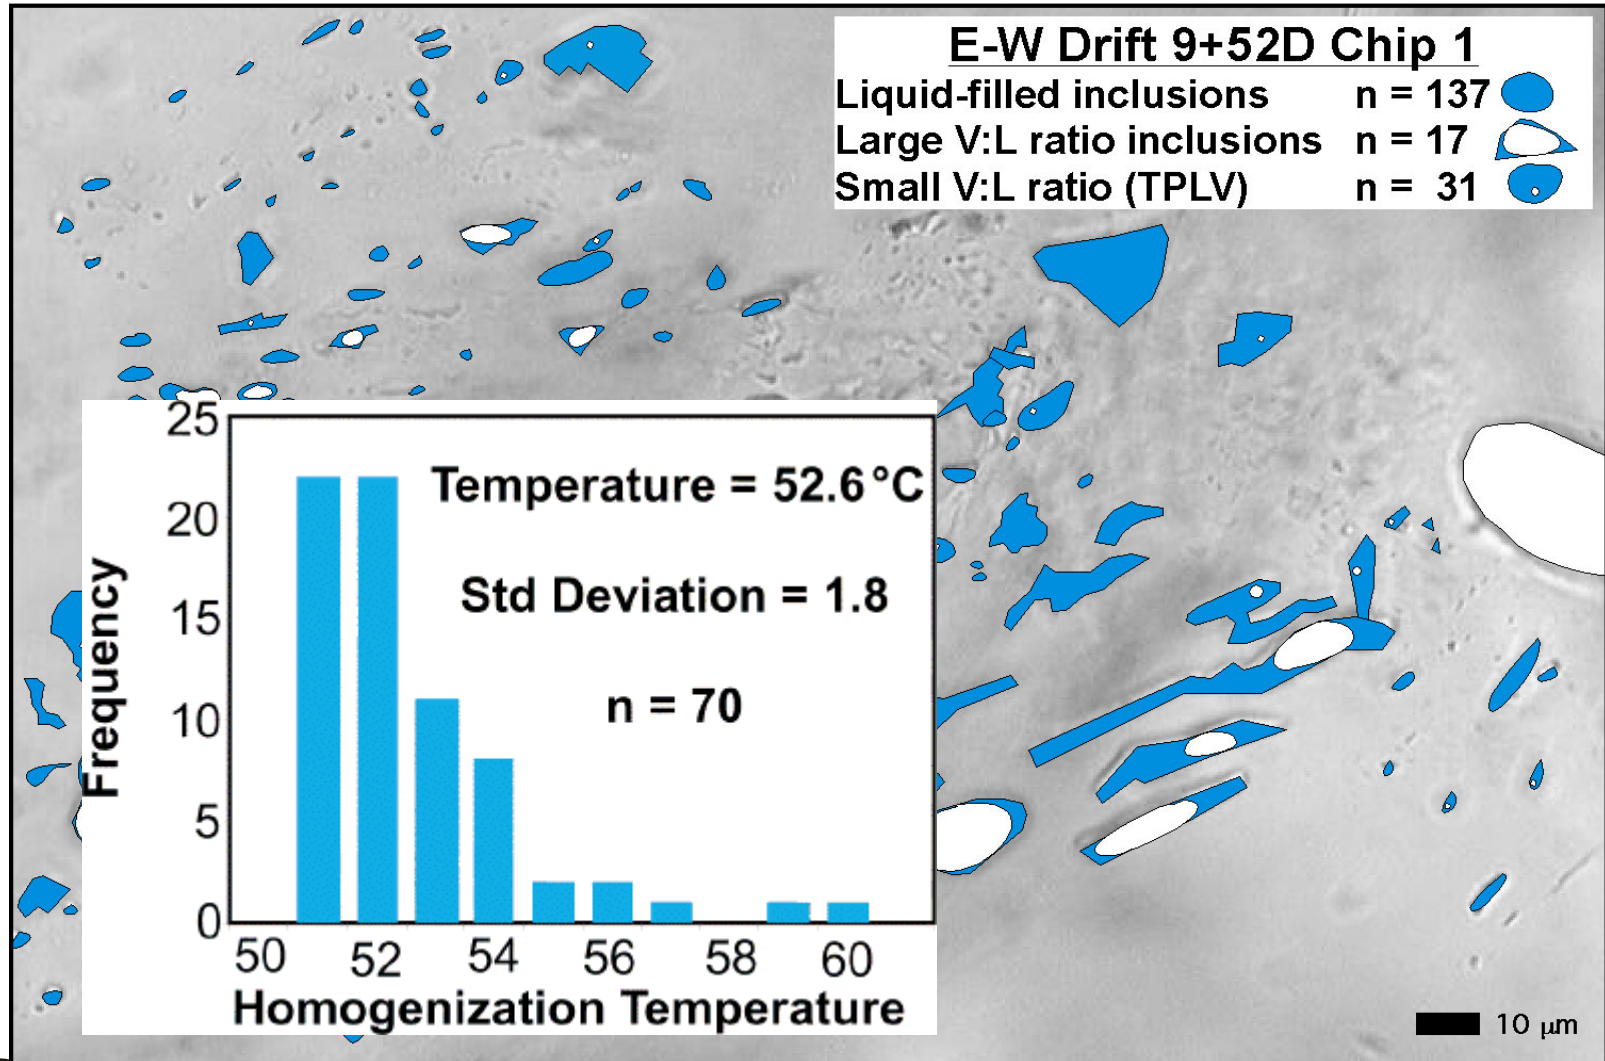 E-W Drift 9+52D Chip 1
Liquid-filled inclusions n = 137
Large V:L ratio inclusions n = 17
Small V:L ratio (TPLV) n = 31
25
20
15
10
5
0
Frequency
Temperature = 52.6°C
Std Deviation = 1.8
n = 70
50 52 54 56 58 60
Homogenization Temperature
10 µm